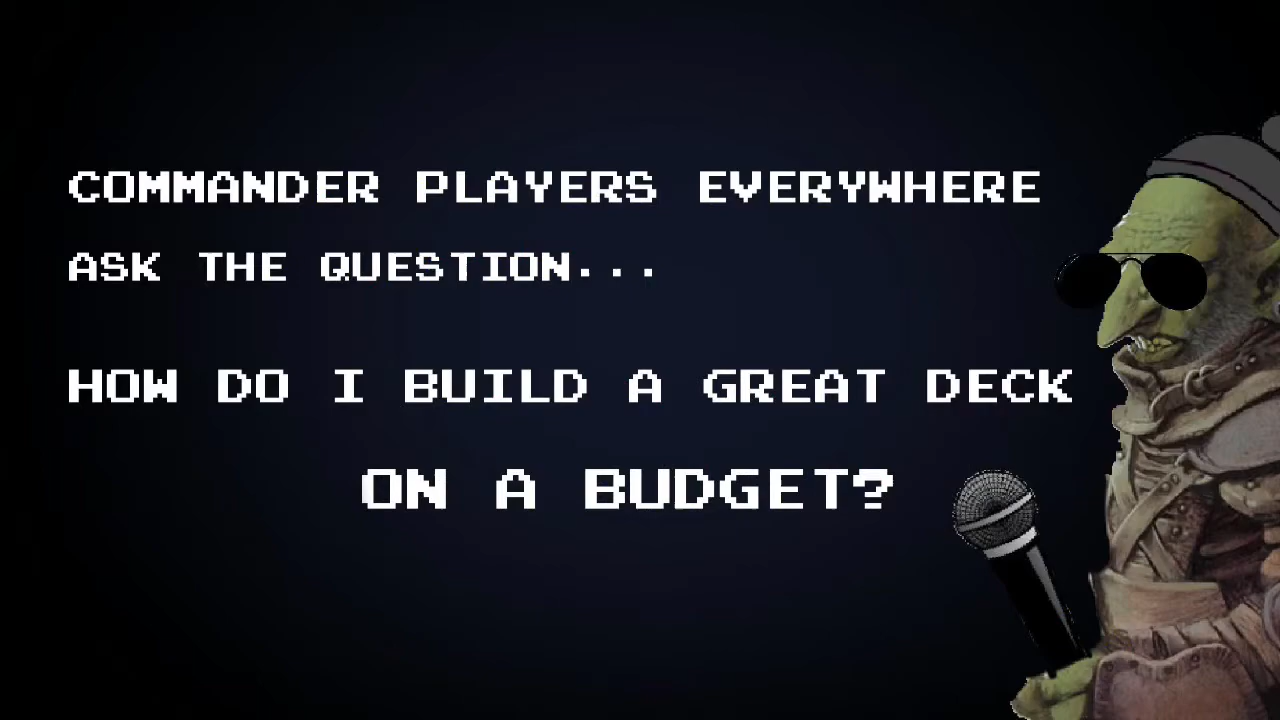 COMMANDER PLAYERS EVERYWHERE
ASK THE QUESTION...
HOW DO I BUILD A GREAT DECK
ON A BUDGET?